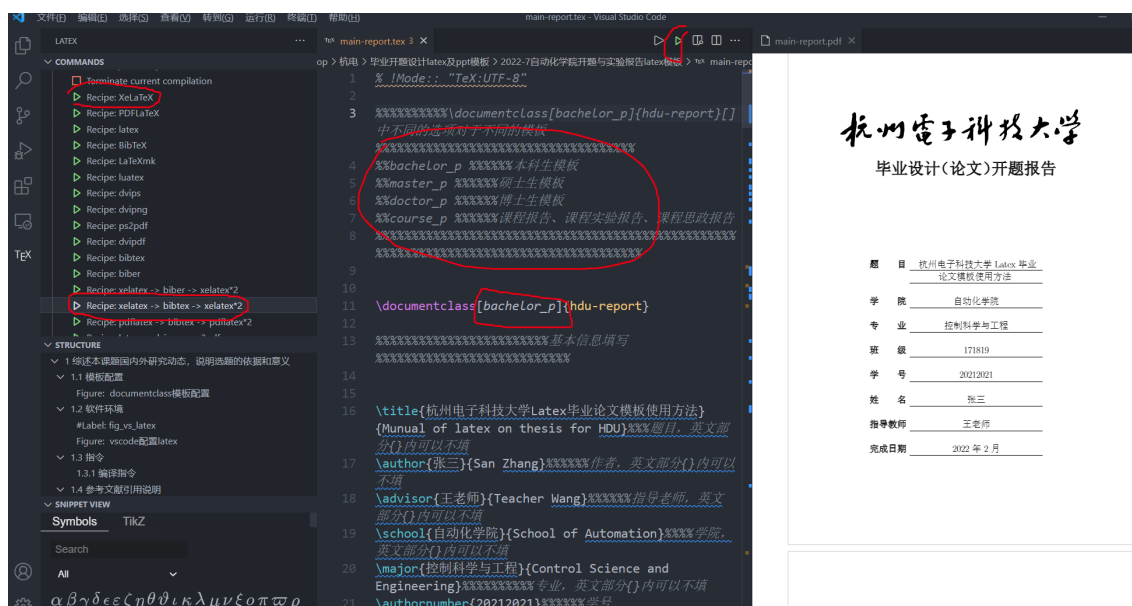 文件(F) 编辑(E) 选择(S) 查看(V) 转到(G) 运行(R) 终端(T) 帮助(H)
main-report.tex - Visual Studio Code
LATEX
COMMANDS
Terminate current compilation
Recipe: XeLaTeX
Recipe: PDFLaTeX
Recipe: latex
Recipe: BibTeX
Recipe: LaTeXmk
Recipe: luatex
Recipe: dvips
Recipe: dvipng
Recipe: ps2pdf
Recipe: dvipdf
Recipe: bibtex
Recipe: biber
Recipe: xelatex -> biber -> xelatex*2
Recipe: xelatex -> bibtex -> xelatex*2
Recipe: pdflatex -> bibtex -> pdflatex*2
STRUCTURE
1 综述本课题国内外研究动态，说明选题的依据和意义
1.1 模板配置
Figure: documentclass模板配置
1.2 软件环境
#Label: fig_vs_latex
Figure: vscode配置latex
1.3 指令
1.3.1 编译指令
1.4 参考文献引用说明
SNIPPET VIEW
Symbols TikZ
Search
All
α β γ δ ϵ ε ζ η θ ϑ ι κ λ μ ν ξ ο π ϖ ρ
TEX
main-report.tex 3
op > 杭电 > 毕业开题设计latex及ppt模板 > 2022-7自动化学院开题与实验报告latex模板 > main-repo
1 % !Mode:: "TeX:UTF-8"
2
3 %%%%%%%%%%\documentclass[bachelor_p]{hdu-report}[]
中不同的选项对于不同的模板
%%%%%%%%%%%%%%%%%%%%%%%%%%%%%%%%%
4 %%bachelor_p %%%%%%本科生模板
5 %%master_p %%%%%%硕士生模板
6 %%doctor_p %%%%%%博士生模板
7 %%course_p %%%%%%课程报告、课程实验报告、课程思政报告
8 %%%%%%%%%%%%%%%%%%%%%%%%%%%%%%%%%%%%%%%%%%%%%%
%%%%%%%%%%%%%%%%%%%%%%%%%%%%%%%%%%
9
10
11 \documentclass[bachelor_p]{hdu-report}
12
13 %%%%%%%%%%%%%%%%%%%%%%基本信息填写
%%%%%%%%%%%%%%%%%%%%%%%%%
14
15
16 \title{杭州电子科技大学Latex毕业论文模板使用方法}
{Munual of latex on thesis for HDU}%%%题目，英文部
分{}内可以不填
17 \author{张三}{San Zhang}%%%%%%作者，英文部分{}内可以
不填
18 \advisor{王老师}{Teacher Wang}%%%%%%指导老师，英文
部分{}内可以不填
19 \school{自动化学院}{School of Automation}%%%%学院，
英文部分{}内可以不填
20 \major{控制科学与工程}{Control Science and
Engineering}%%%%%%%%%%专业，英文部分{}内可以不填
21 \authornumber{20212021}%%%%%%学号
main-report.pdf
杭州电子科技大学
毕业设计(论文)开题报告
题 目 杭州电子科技大学 Latex 毕业
论文模板使用方法
学 院 自动化学院
专 业 控制科学与工程
班 级 171819
学 号 20212021
姓 名 张三
指导教师 王老师
完成日期 2022 年 2 月